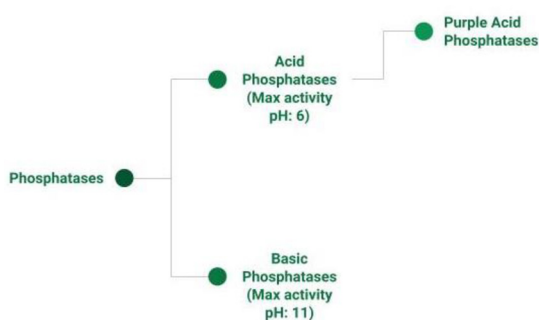 Purple Acid
Phosphatases
Acid
Phosphatases
(Max activity
pH: 6)
Phosphatases
Basic
Phosphatases
(Max activity
pH: 11)